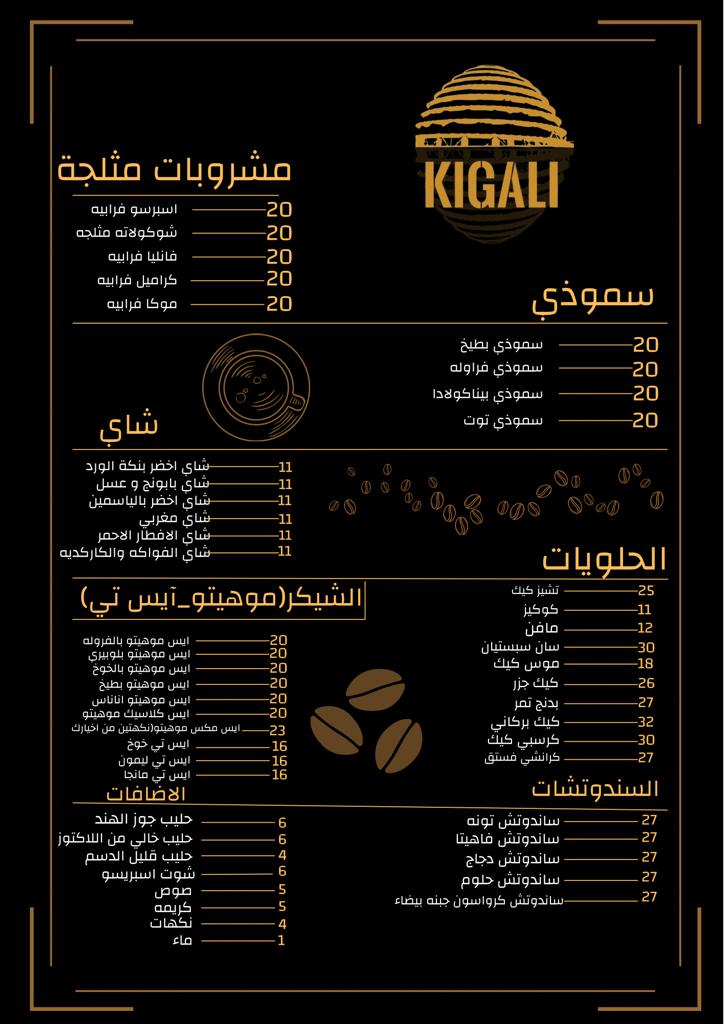 KIGALI
مشروبات مثلجة
اسبرسو فرابيه 20
شوكولاته مثلجه 20
فانليا فرابيه 20
كراميل فرابيه 20
موكا فرابيه 20
سموذي
سموذي بطيخ 20
سموذي فراوله 20
سموذي بيناكولادا 20
سموذي توت 20
شاي
شاي اخضر بنكة الورد 11
شاي بابونج و عسل 11
شاي اخضر بالياسمين 11
شاي مغربي 11
شاي الافطار الاحمر 11
شاي الفواكه والكاركديه 11
الحلويات
تشيز كيك 25
كوكيز 11
مافن 12
سان سبستيان 30
موس كيك 18
كيك جزر 26
بدنج تمر 27
كيك بركاني 32
كرسبي كيك 30
كرانشي فستق 27
الشيكر(موهيتو_آيس تي)
ايس موهيتو بالفروله 20
ايس موهيتو بلوبيري 20
ايس موهيتو بالخوخ 20
ايس موهيتو بطيخ 20
ايس موهيتو اناناس 20
ايس كلاسيك موهيتو 20
ايس مكس موهيتو(نكهتين من اخيارك 23
ايس تي خوخ 16
ايس تي ليمون 16
ايس تي مانجا 16
السندوتشات
ساندوتش تونه 27
ساندوتش فاهيتا 27
ساندوتش دجاج 27
ساندوتش حلوم 27
ساندوتش كرواسون جبنه بيضاء 27
الاضافات
حليب جوز الهند 6
حليب خالي من اللاكتوز 6
حليب قليل الدسم 4
شوت اسبريسو 6
صوص 5
كريمه 5
نكهات 4
ماء 1